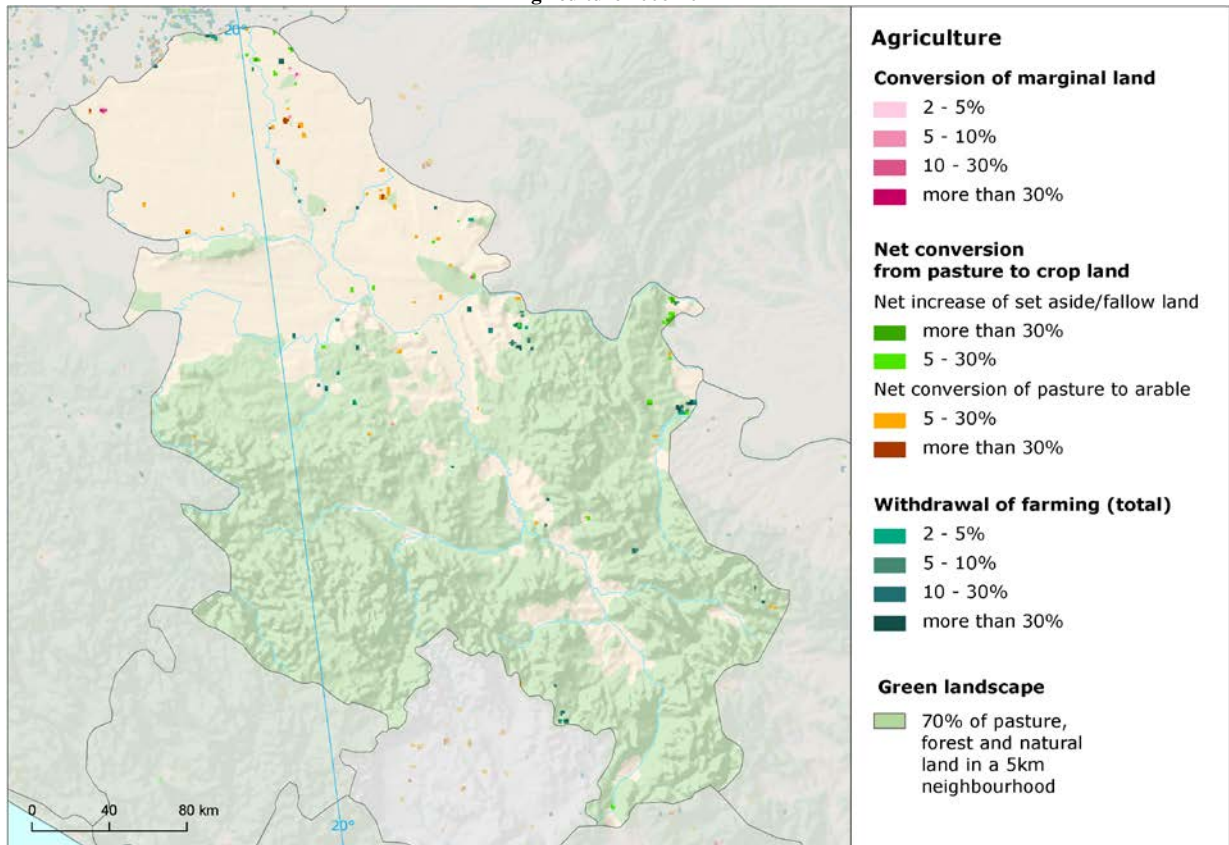 20°
20°
0 40 80 km
Agriculture
Conversion of marginal land
2 - 5%
5 - 10%
10 - 30%
more than 30%
Net conversion
from pasture to crop land
Net increase of set aside/fallow land
more than 30%
5 - 30%
Net conversion of pasture to arable
5 - 30%
more than 30%
Withdrawal of farming (total)
2 - 5%
5 - 10%
10 - 30%
more than 30%
Green landscape
70% of pasture,
forest and natural
land in a 5km
neighbourhood